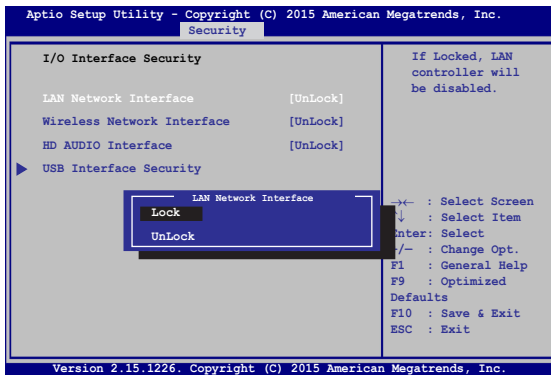 Aptio Setup Utility - Copyright (C) 2015 American Megatrends, Inc.
Security
I/O Interface Security
LAN Network Interface [UnLock]
Wireless Network Interface [UnLock]
HD AUDIO Interface [UnLock]
USB Interface Security
LAN Network Interface
Lock
UnLock
If Locked, LAN
controller will
be disabled.
→← : Select Screen
↑↓ : Select Item
Enter: Select
+/— : Change Opt.
F1 : General Help
F9 : Optimized
Defaults
F10 : Save & Exit
ESC : Exit
Version 2.15.1226. Copyright (C) 2015 American Megatrends, Inc.